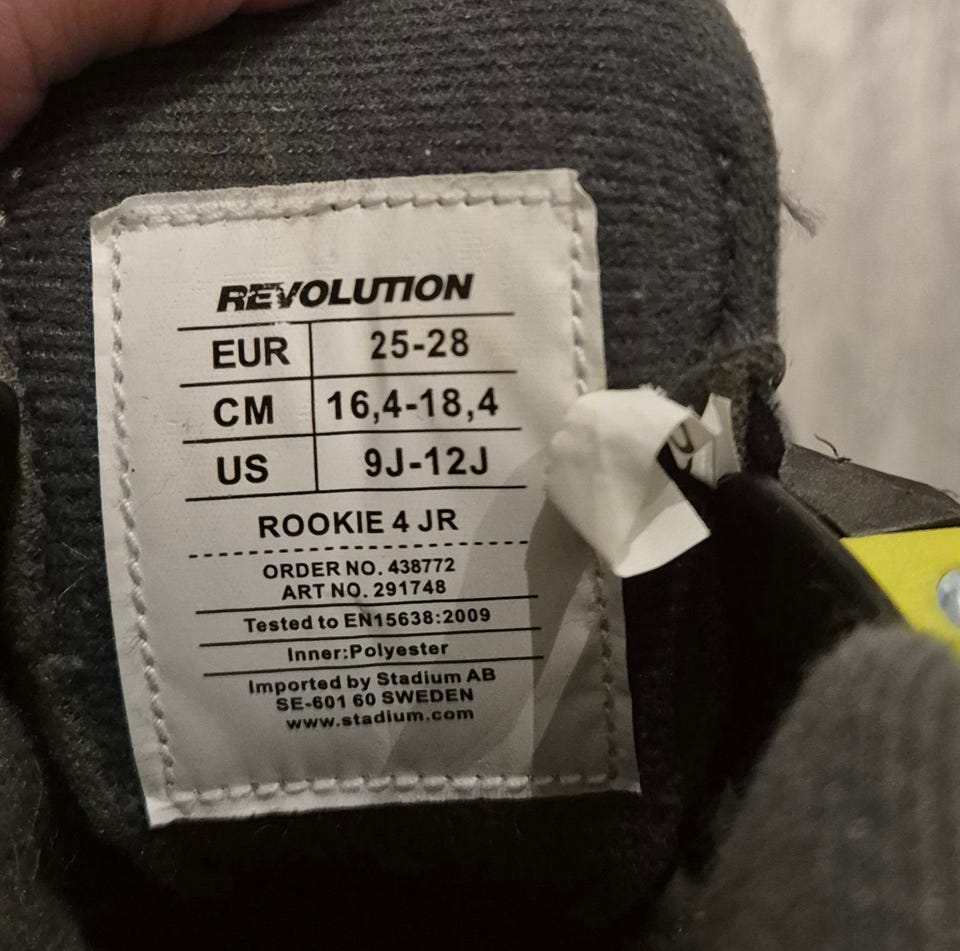 REVOLUTION
EUR 25-28
CM 16,4-18,4
US 9J-12J
ROOKIE 4 JR
ORDER NO. 438772
ART NO. 291748
Tested to EN15638:2009
Inner:Polyester
Imported by Stadium AB
SE-601 60 SWEDEN
www.stadium.com